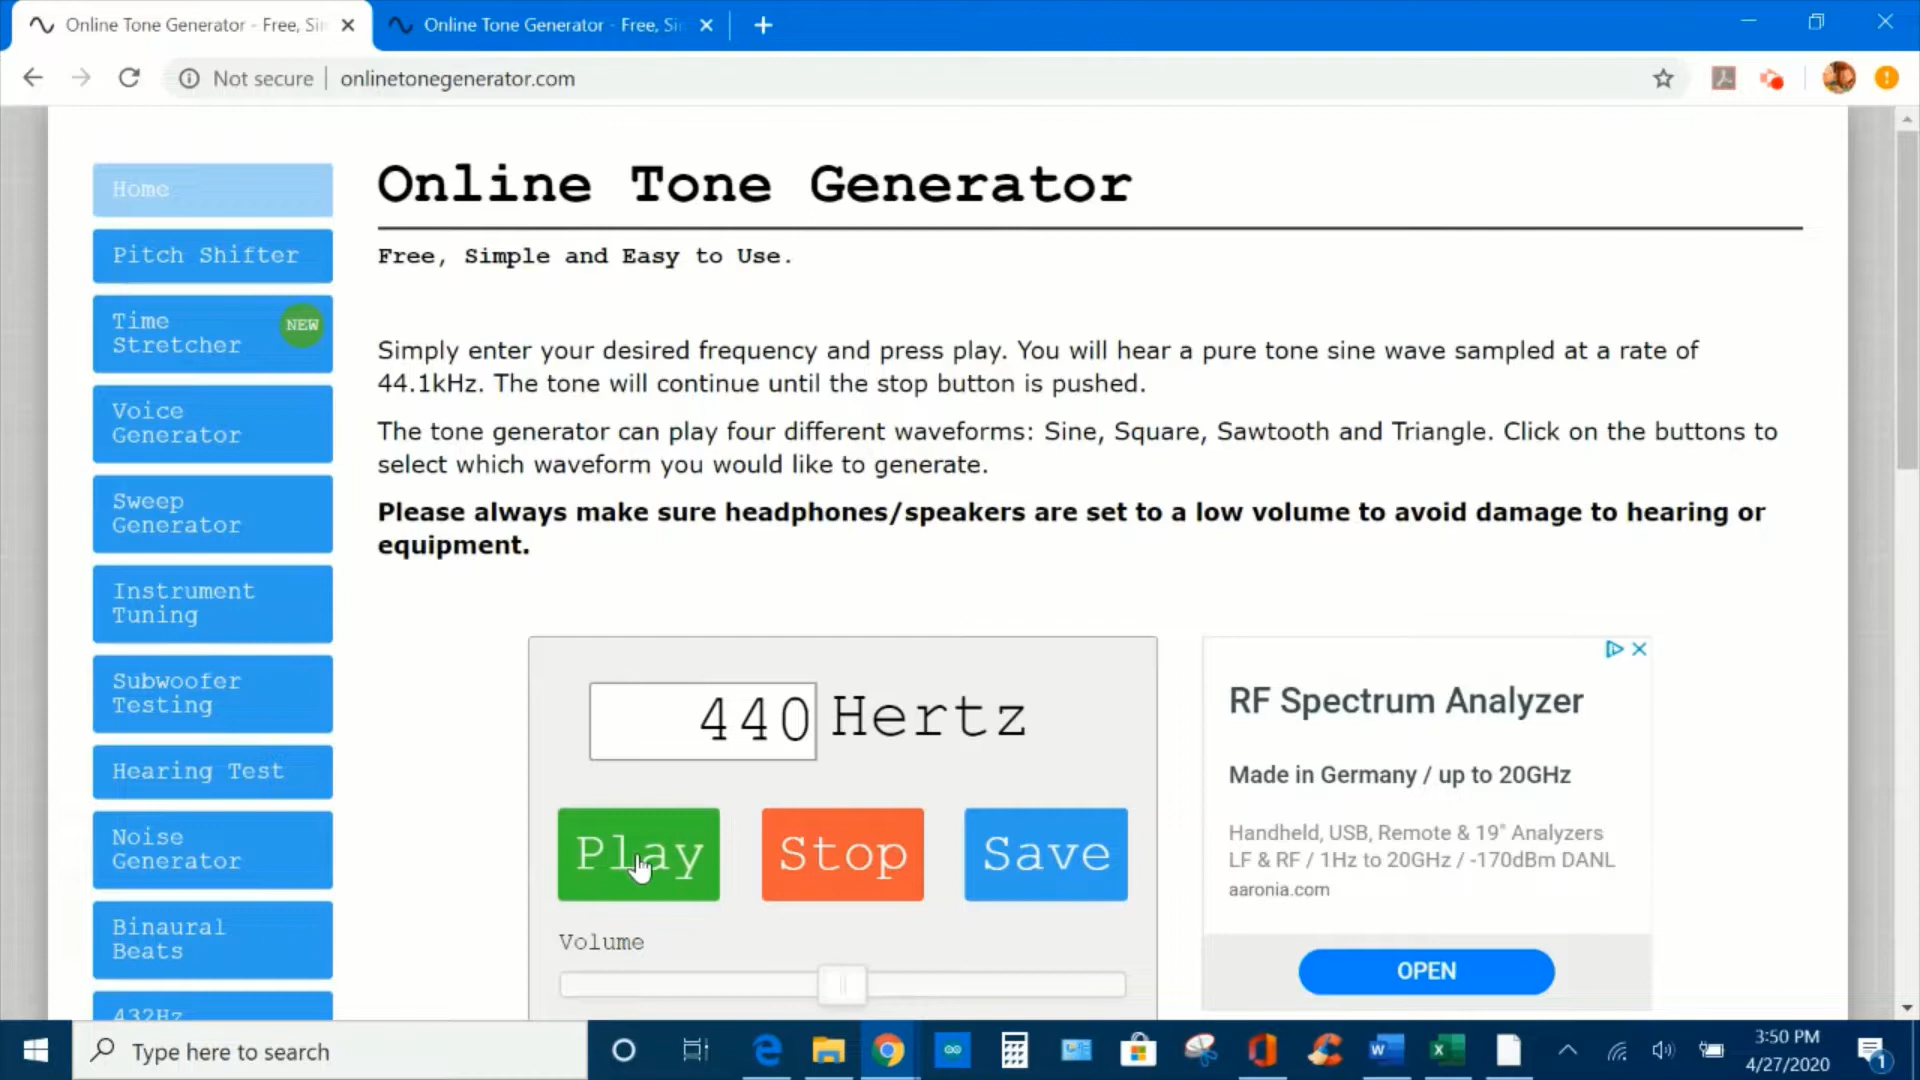 Online Tone Generator - Free, Si
Online Tone Generator - Free, Si
Not secure | onlinetonegenerator.com
Home
Pitch Shifter
Time
Stretcher
NEW
Voice
Generator
Sweep
Generator
Instrument
Tuning
Subwoofer
Testing
Hearing Test
Noise
Generator
Binaural
Beats
432Hz
Online Tone Generator
Free, Simple and Easy to Use.
Simply enter your desired frequency and press play. You will hear a pure tone sine wave sampled at a rate of
44.1kHz. The tone will continue until the stop button is pushed.
The tone generator can play four different waveforms: Sine, Square, Sawtooth and Triangle. Click on the buttons to
select which waveform you would like to generate.
Please always make sure headphones/speakers are set to a low volume to avoid damage to hearing or
equipment.
440 Hertz
Play Stop Save
Volume
RF Spectrum Analyzer
Made in Germany / up to 20GHz
Handheld, USB, Remote & 19" Analyzers
LF & RF / 1Hz to 20GHz / -170dBm DANL
aaronia.com
OPEN
Type here to search
3:50 PM
4/27/2020
1